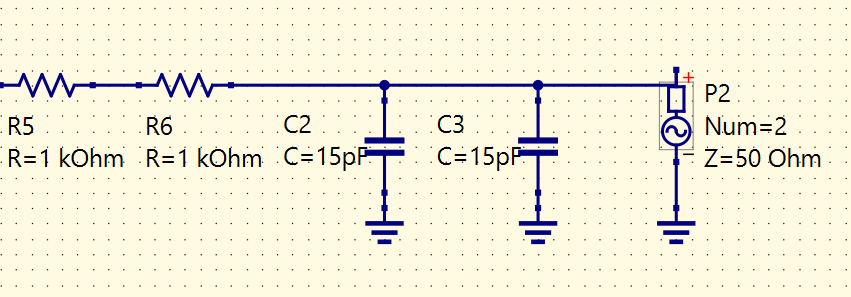 R5
R=1 kOhm
R6
R=1 kOhm
C2
C=15pF
C3
C=15pF
+
P2
Num=2
−
Z=50 Ohm